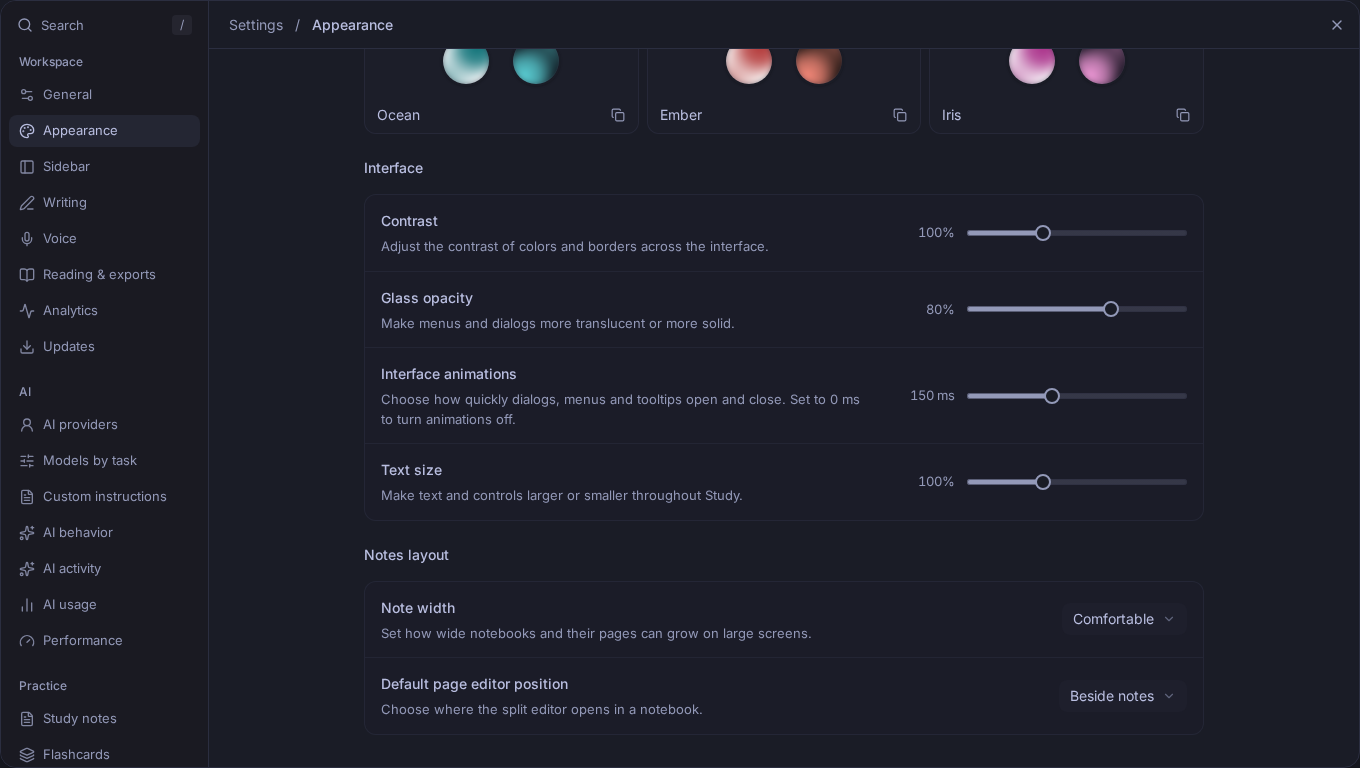 Search /
Workspace
General
Appearance
Sidebar
Writing
Voice
Reading & exports
Analytics
Updates
AI
AI providers
Models by task
Custom instructions
AI behavior
AI activity
AI usage
Performance
Practice
Study notes
Flashcards
Settings / Appearance
Ocean
Ember
Iris
Interface
Contrast
Adjust the contrast of colors and borders across the interface.
100%
Glass opacity
Make menus and dialogs more translucent or more solid.
80%
Interface animations
Choose how quickly dialogs, menus and tooltips open and close. Set to 0 ms
to turn animations off.
150 ms
Text size
Make text and controls larger or smaller throughout Study.
100%
Notes layout
Note width
Set how wide notebooks and their pages can grow on large screens.
Comfortable
Default page editor position
Choose where the split editor opens in a notebook.
Beside notes